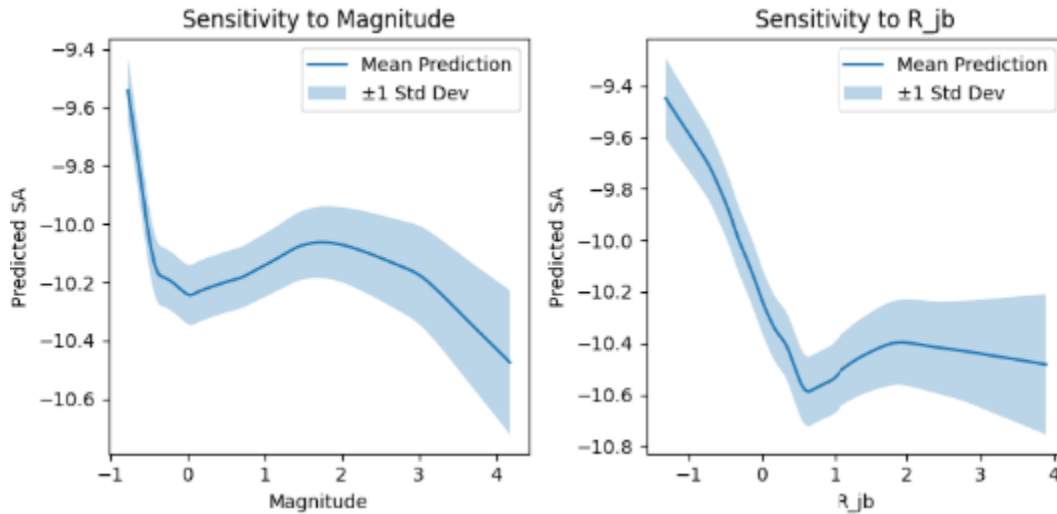 Sensitivity to Magnitude
Mean Prediction
±1 Std Dev
Predicted SA
−9.4
−9.6
−9.8
−10.0
−10.2
−10.4
−10.6
−1
0
1
2
3
4
Magnitude
Sensitivity to R_jb
Mean Prediction
±1 Std Dev
Predicted SA
−9.4
−9.6
−9.8
−10.0
−10.2
−10.4
−10.6
−10.8
−1
0
1
2
3
4
R_jb